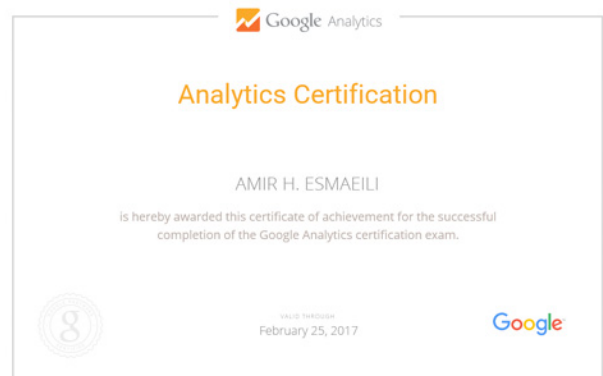 Google Analytics
Analytics Certification
AMIR H. ESMAEILI
is hereby awarded this certificate of achievement for the successful
completion of the Google Analytics certification exam.
VALID THROUGH
February 25, 2017
Google
g